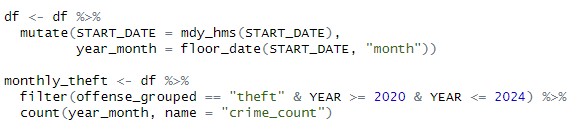 df <- df %>%
  mutate(START_DATE = mdy_hms(START_DATE),
         year_month = floor_date(START_DATE, "month"))
monthly_theft <- df %>%
  filter(offense_grouped == "theft" & YEAR >= 2020 & YEAR <= 2024) %>%
  count(year_month, name = "crime_count")